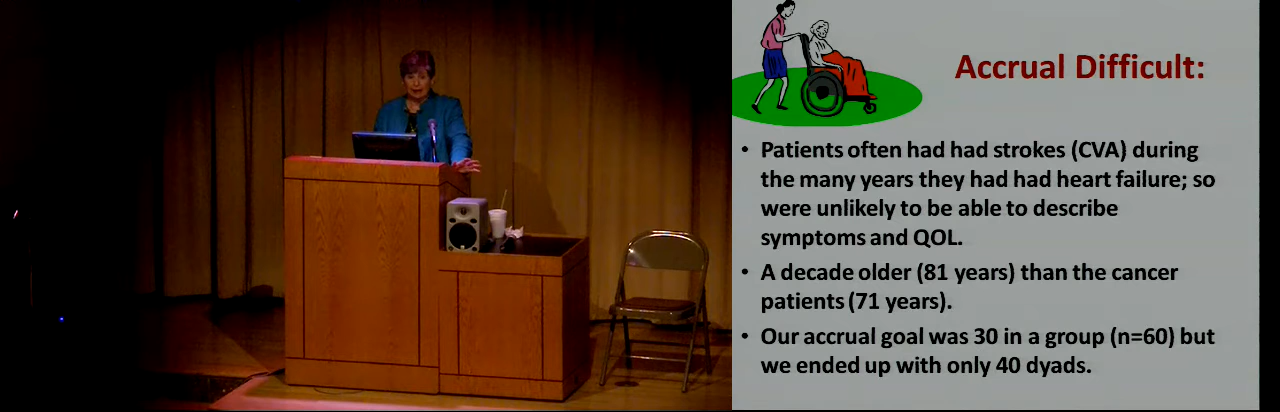 Accrual Difficult:
• Patients often had had strokes (CVA) during
the many years they had had heart failure; so
were unlikely to be able to describe
symptoms and QOL.
• A decade older (81 years) than the cancer
patients (71 years).
• Our accrual goal was 30 in a group (n=60) but
we ended up with only 40 dyads.